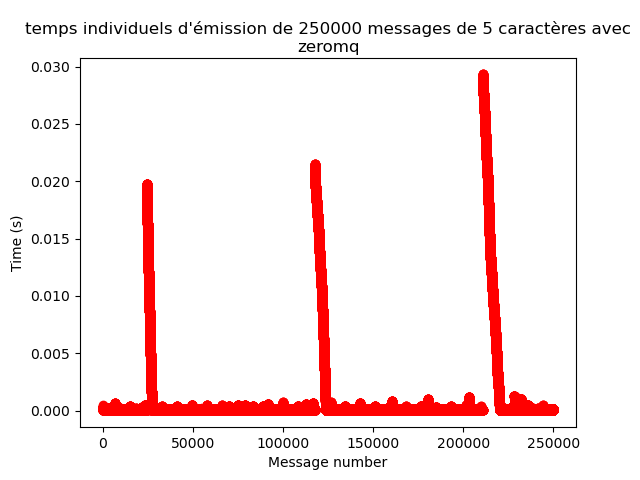 temps individuels d'émission de 250000 messages de 5 caractères avec
zeromq
0.030
0.025
0.020
0.015
0.010
0.005
0.000
Time (s)
0 50000 100000 150000 200000 250000
Message number